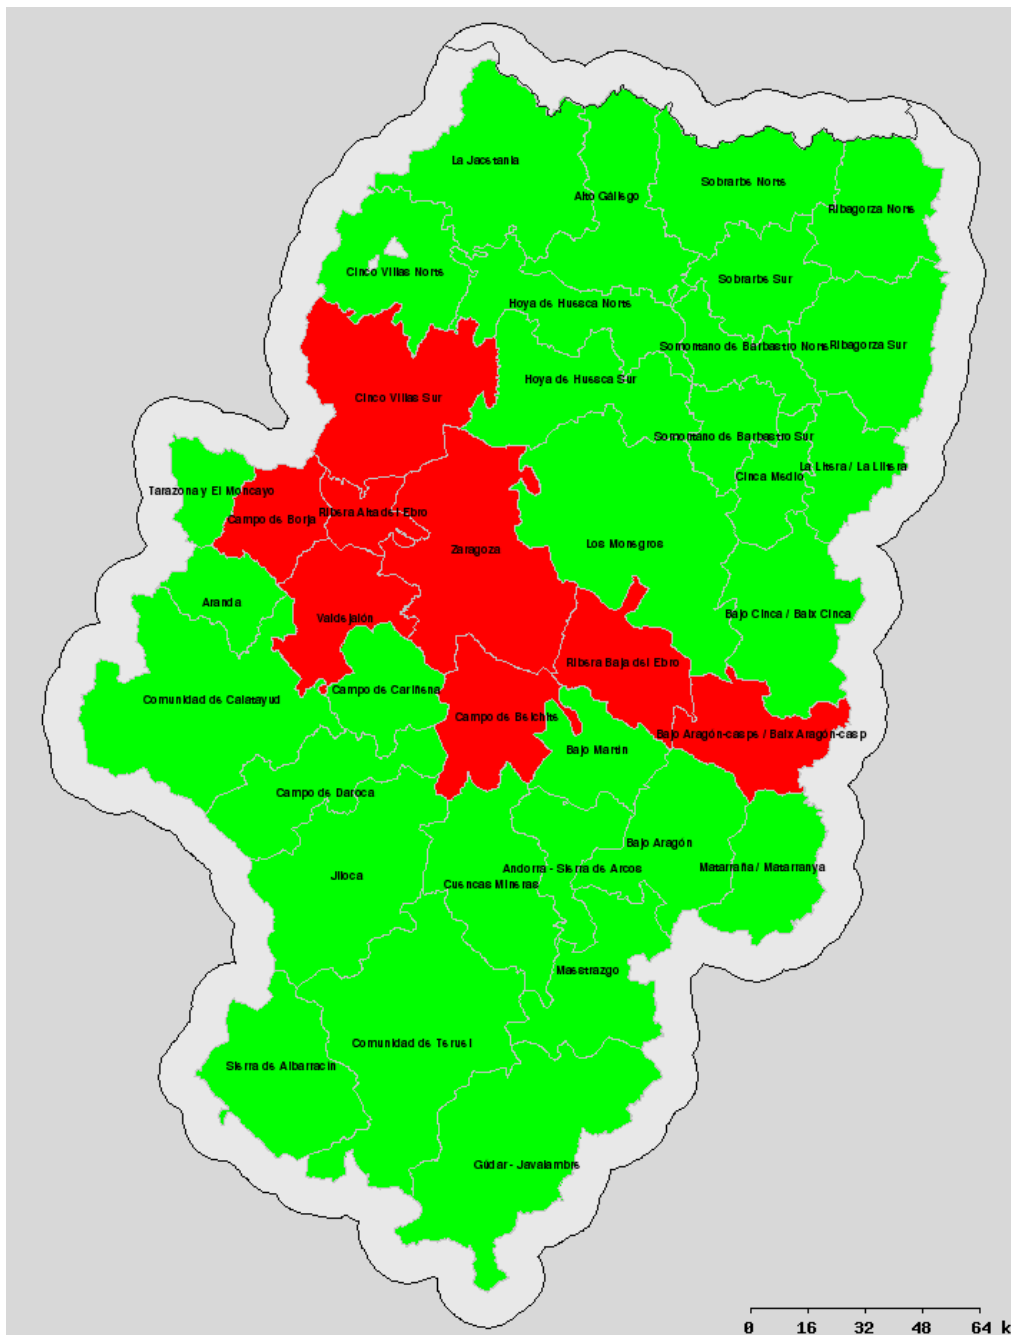 La Jacetania
Alto Gállego
Sobrarbe Norte
Ribagorza Norte
Cinco Villas Norte
Sobrarbe Sur
Hoya de Huesca Norte
Somontano de Barbastro Norte
Ribagorza Sur
Hoya de Huesca Sur
Cinco Villas Sur
Somontano de Barbastro Sur
La Litera / La Llitera
Cinca Medio
Tarazona y El Moncayo
Campo de Borja
Ribera Alta del Ebro
Zaragoza
Los Monegros
Aranda
Valdejalón
Bajo Cinca / Baix Cinca
Ribera Baja del Ebro
Comunidad de Calatayud
Campo de Cariñena
Campo de Belchite
Bajo Aragón-caspe / Baix Aragón-casp
Bajo Martín
Campo de Daroca
Bajo Aragón
Jiloca
Andorra - Sierra de Arcos
Matarraña / Matarranya
Cuencas Mineras
Maestrazgo
Comunidad de Teruel
Sierra de Albarracín
Gúdar - Javalambre
0 16 32 48 64 k